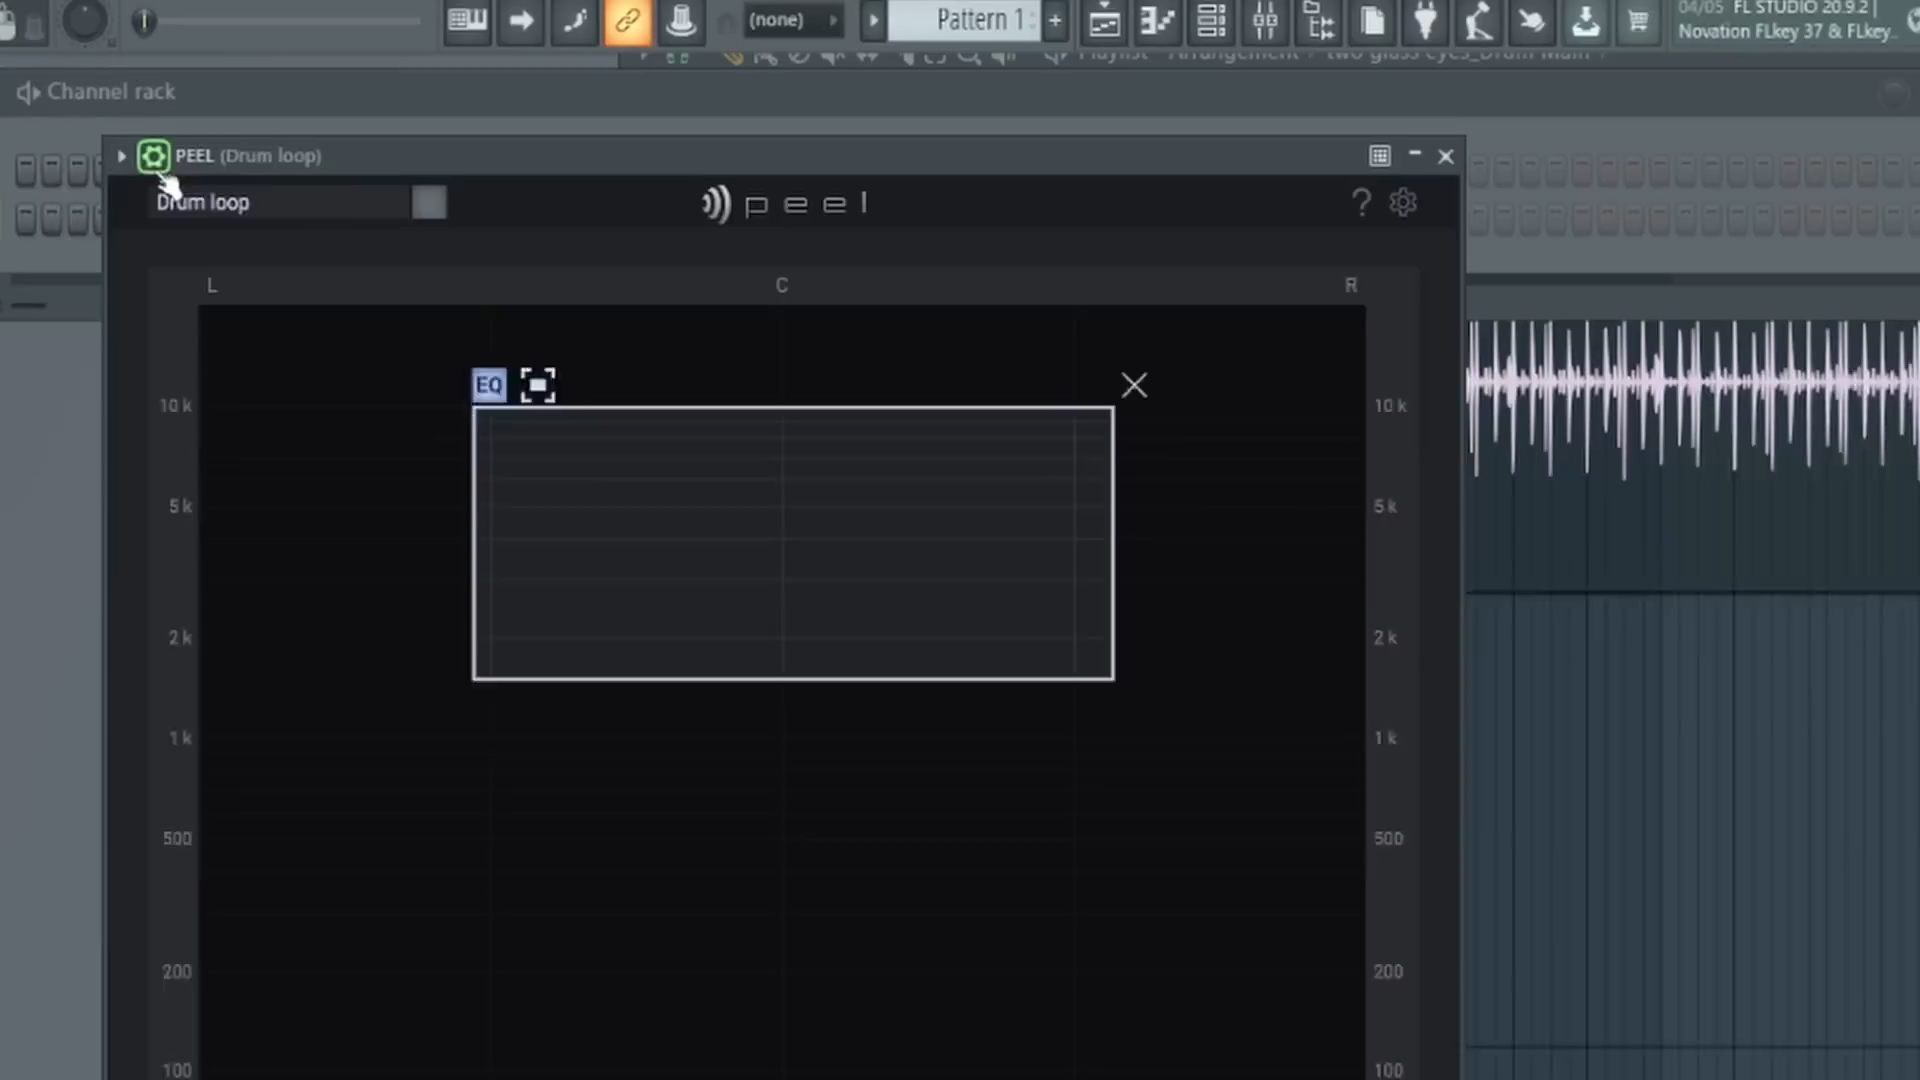 (none)
Pattern 1
+
04/05 FL STUDIO 20.9.2 |
Novation FLkey 37 & FLkey..
Playlist - Arrangement › two glass eyes_Drum Main ›
Channel rack
PEEL (Drum loop)
Drum loop
peel
?
L C R
EQ
10 k 10 k
5 k 5 k
2 k 2 k
1 k 1 k
500 500
200 200
100 100